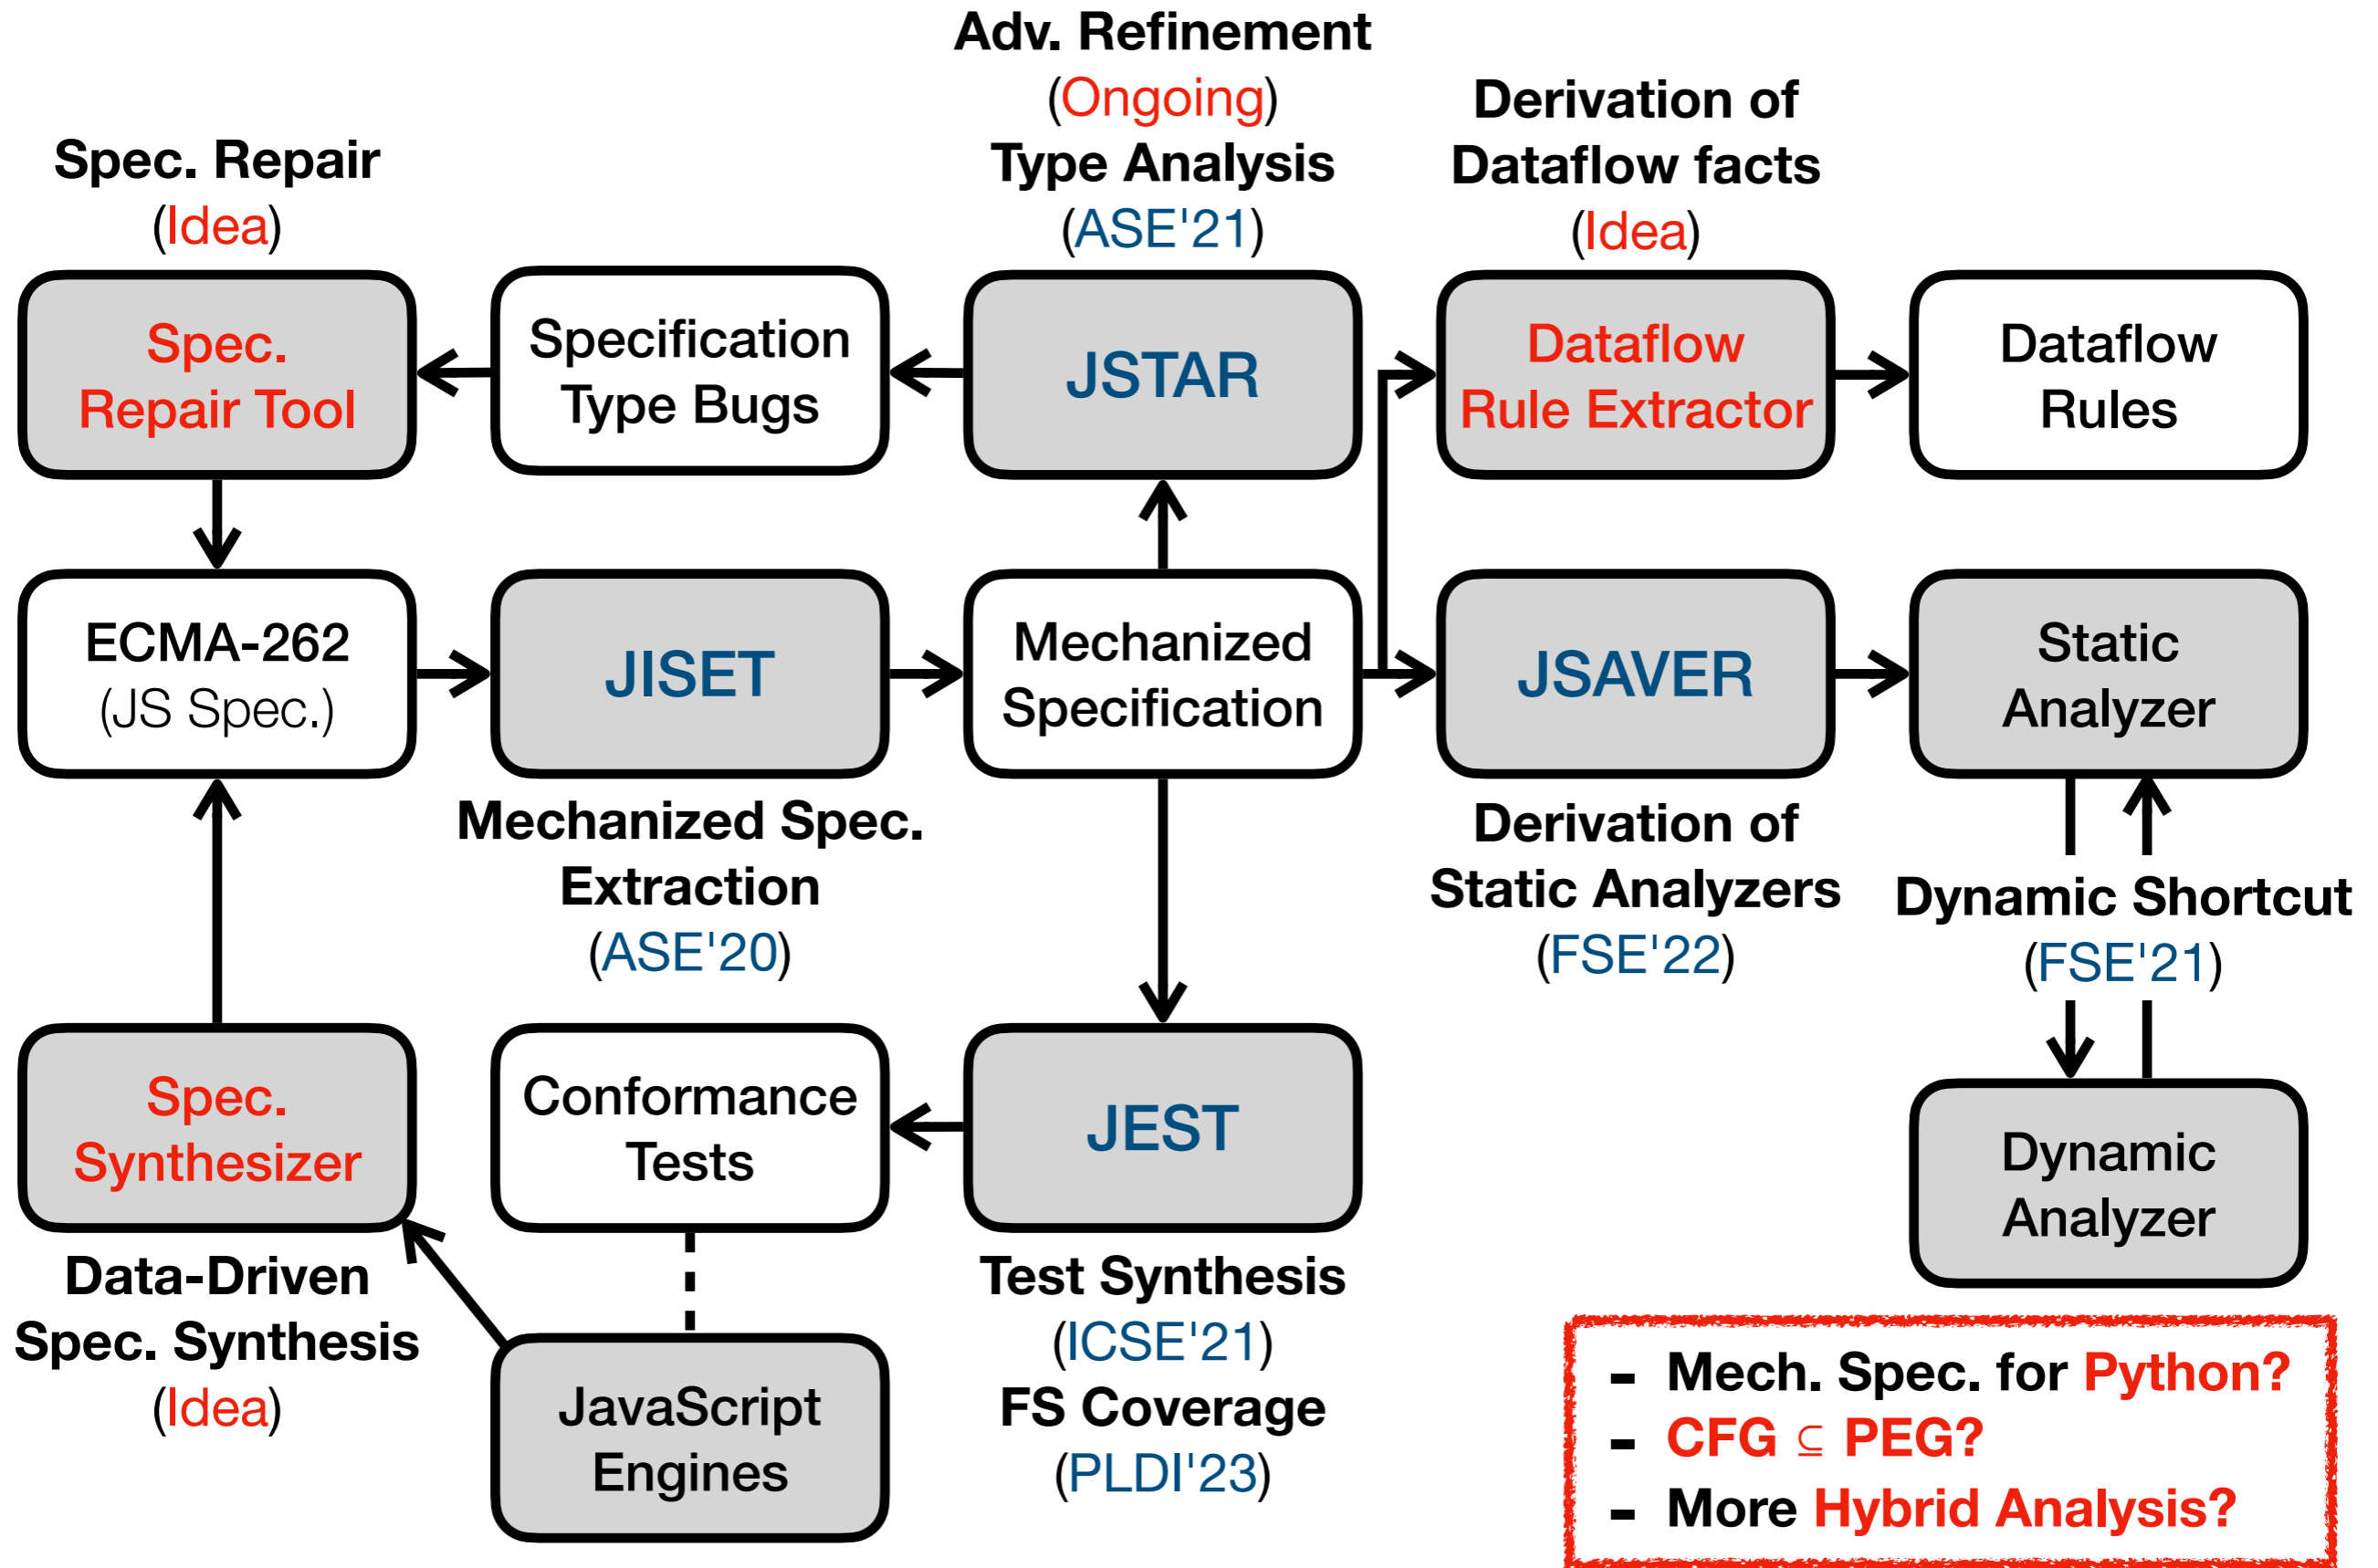 Adv. Refinement
(Ongoing)
Type Analysis
(ASE'21)
Derivation of
Dataflow facts
(Idea)
Spec. Repair
(Idea)
Spec.
Repair Tool
Specification
Type Bugs
JSTAR
Dataflow
Rule Extractor
Dataflow
Rules
ECMA-262
(JS Spec.)
JISET
Mechanized
Specification
JSAVER
Static
Analyzer
Mechanized Spec.
Extraction
(ASE'20)
Derivation of
Static Analyzers
(FSE'22)
Dynamic Shortcut
(FSE'21)
Spec.
Synthesizer
Conformance
Tests
JEST
Dynamic
Analyzer
Data-Driven
Spec. Synthesis
(Idea)
JavaScript
Engines
Test Synthesis
(ICSE'21)
FS Coverage
(PLDI'23)
- Mech. Spec. for Python?
- CFG ⊆ PEG?
- More Hybrid Analysis?